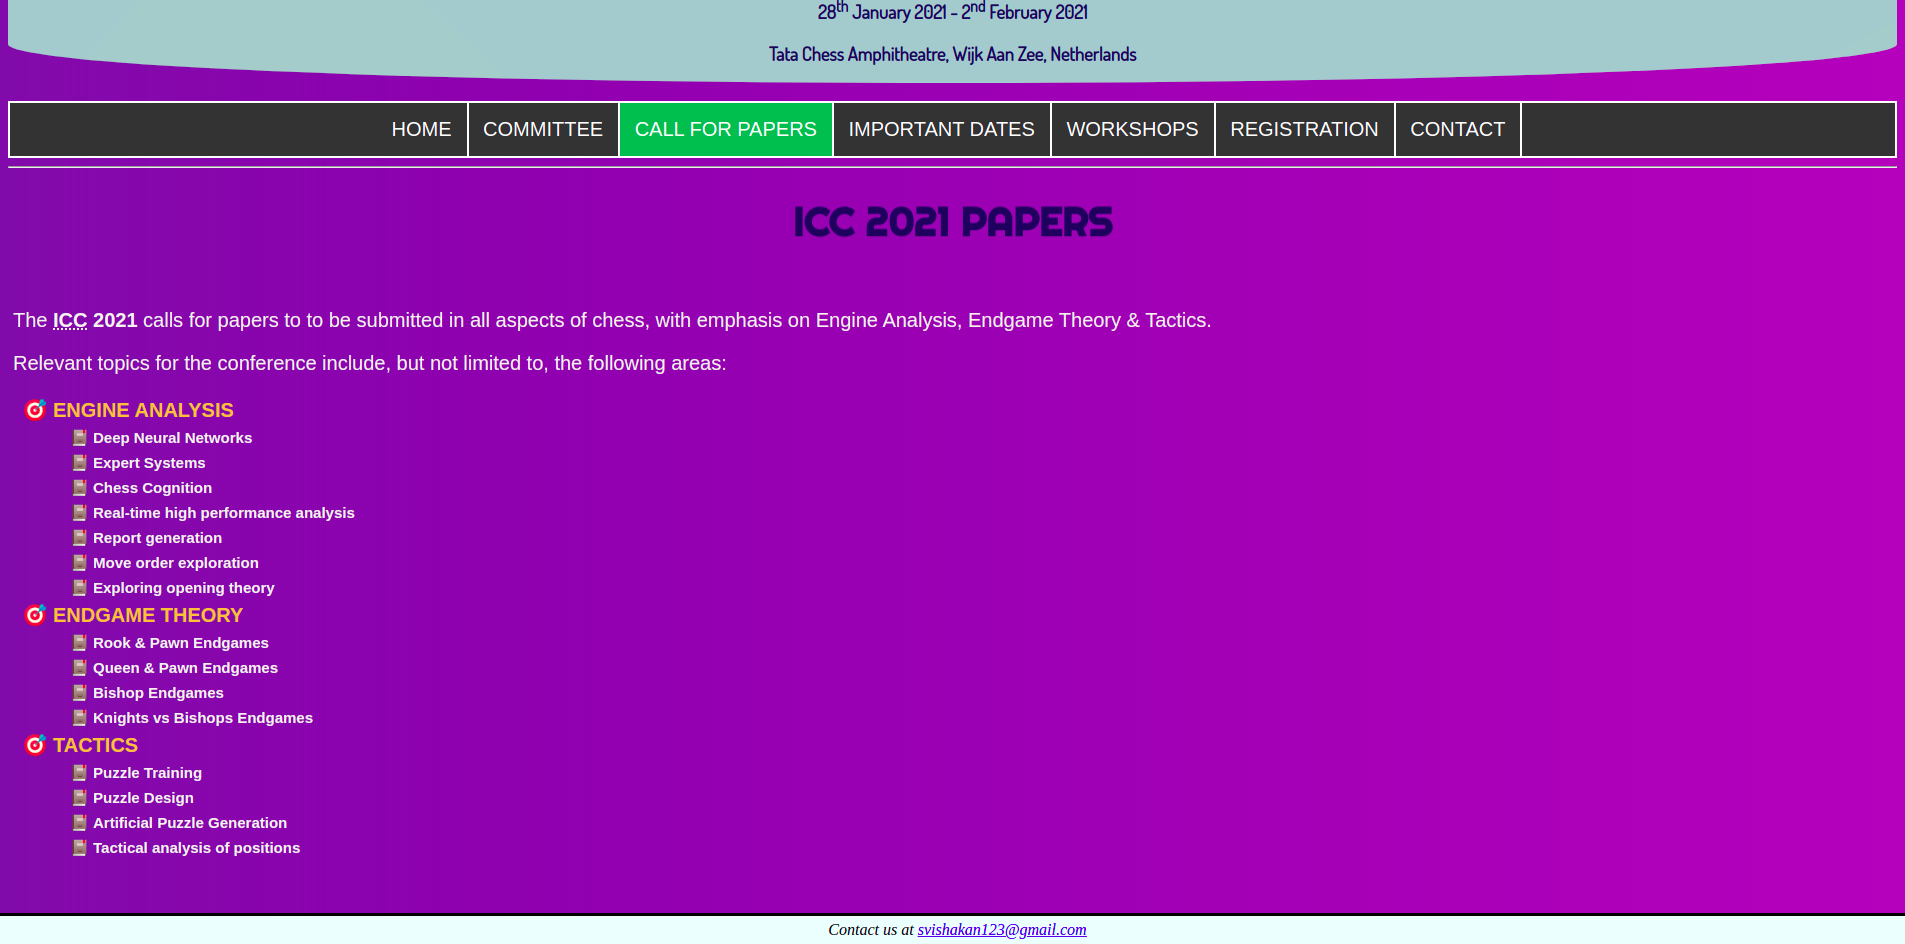 28th January 2021 - 2nd February 2021
Tata Chess Amphitheatre, Wijk Aan Zee, Netherlands
HOME COMMITTEE CALL FOR PAPERS IMPORTANT DATES WORKSHOPS REGISTRATION CONTACT
ICC 2021 PAPERS
The ICC 2021 calls for papers to to be submitted in all aspects of chess, with emphasis on Engine Analysis, Endgame Theory & Tactics.
Relevant topics for the conference include, but not limited to, the following areas:
ENGINE ANALYSIS
Deep Neural Networks
Expert Systems
Chess Cognition
Real-time high performance analysis
Report generation
Move order exploration
Exploring opening theory
ENDGAME THEORY
Rook & Pawn Endgames
Queen & Pawn Endgames
Bishop Endgames
Knights vs Bishops Endgames
TACTICS
Puzzle Training
Puzzle Design
Artificial Puzzle Generation
Tactical analysis of positions
Contact us at svishakan123@gmail.com